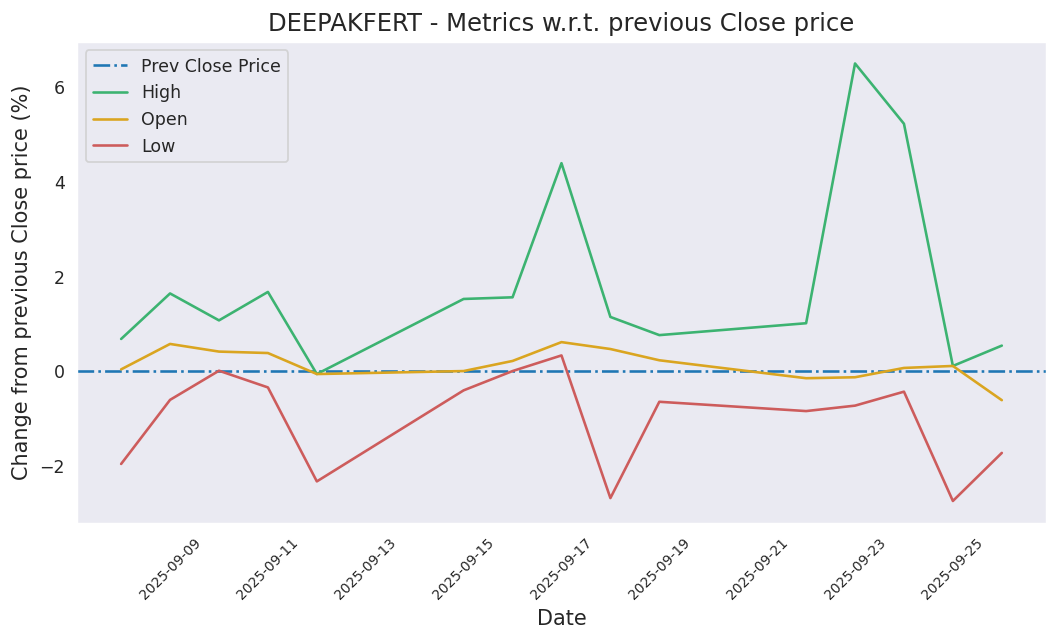 DEEPAKFERT - Metrics w.r.t. previous Close price
Prev Close Price
High
Open
Low
Change from previous Close price (%)
6
4
2
0
−2
2025-09-09
2025-09-11
2025-09-13
2025-09-15
2025-09-17
2025-09-19
2025-09-21
2025-09-23
2025-09-25
Date